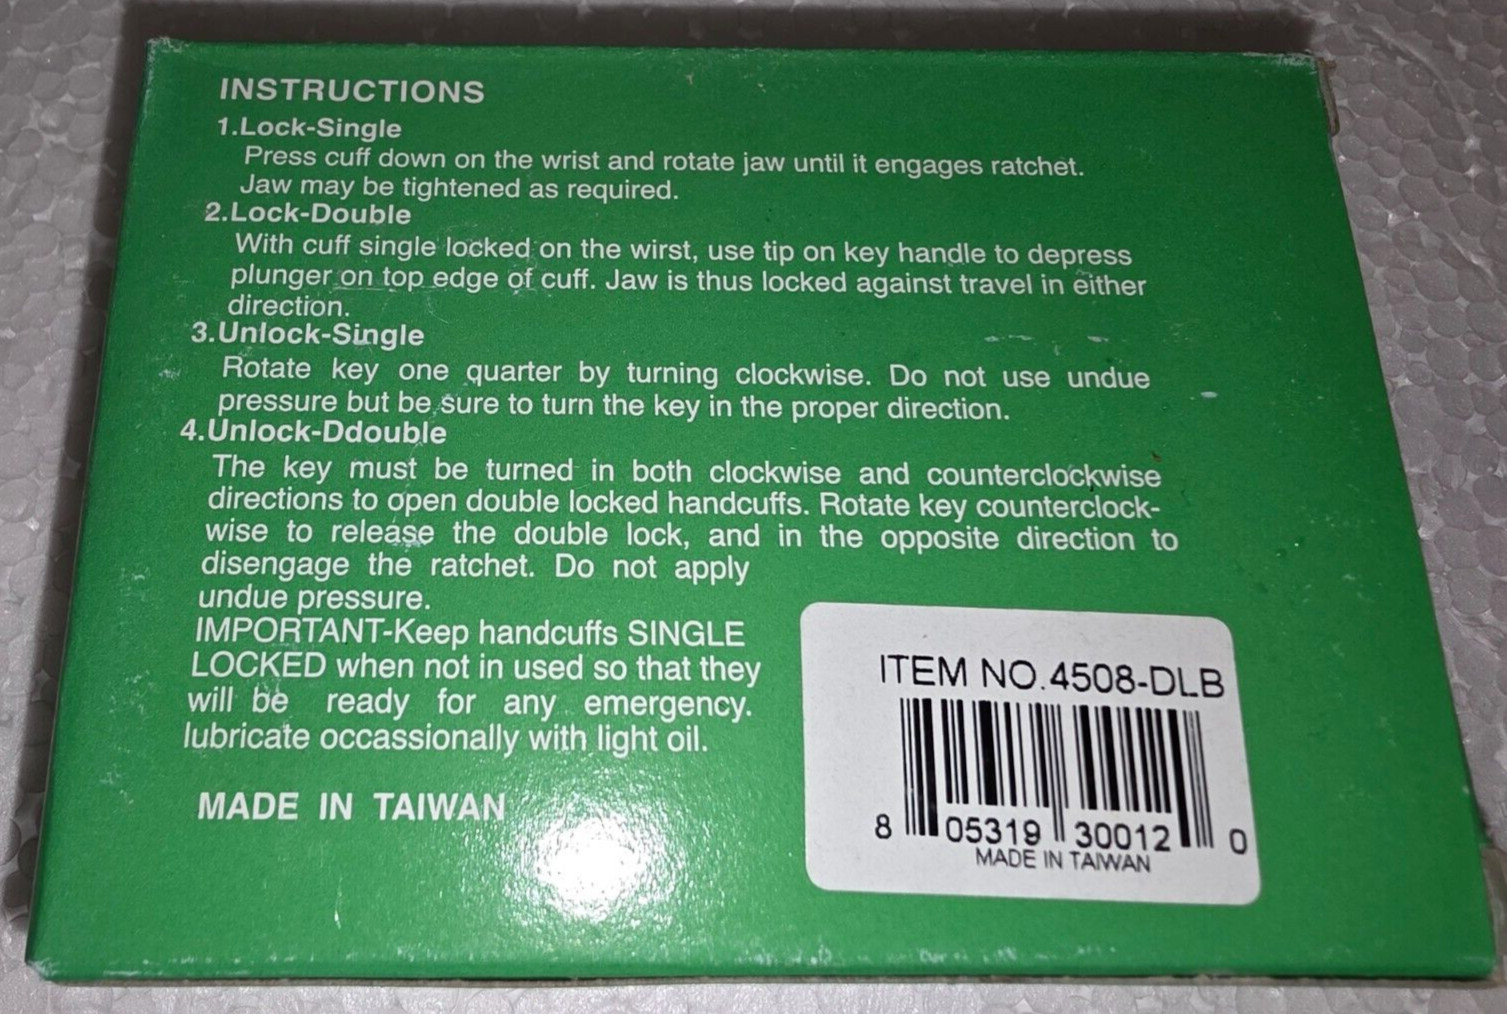 INSTRUCTIONS
1.Lock-Single
Press cuff down on the wrist and rotate jaw until it engages ratchet.
Jaw may be tightened as required.
2.Lock-Double
With cuff single locked on the wirst, use tip on key handle to depress
plunger on top edge of cuff. Jaw is thus locked against travel in either
direction.
3.Unlock-Single
Rotate key one quarter by turning clockwise. Do not use undue
pressure but be sure to turn the key in the proper direction.
4.Unlock-Ddouble
The key must be turned in both clockwise and counterclockwise
directions to open double locked handcuffs. Rotate key counterclock-
wise to release the double lock, and in the opposite direction to
disengage the ratchet. Do not apply
undue pressure.
IMPORTANT-Keep handcuffs SINGLE
LOCKED when not in used so that they
will be ready for any emergency.
lubricate occassionally with light oil.
MADE IN TAIWAN
ITEM NO.4508-DLB
8 05319 30012 0
MADE IN TAIWAN